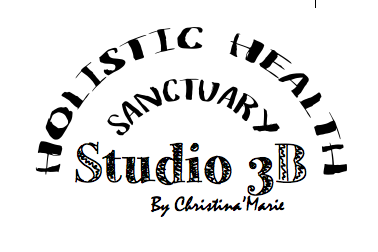 HOLISTIC HEALTH
SANCTUARY
Studio 3B
By Christina'Marie